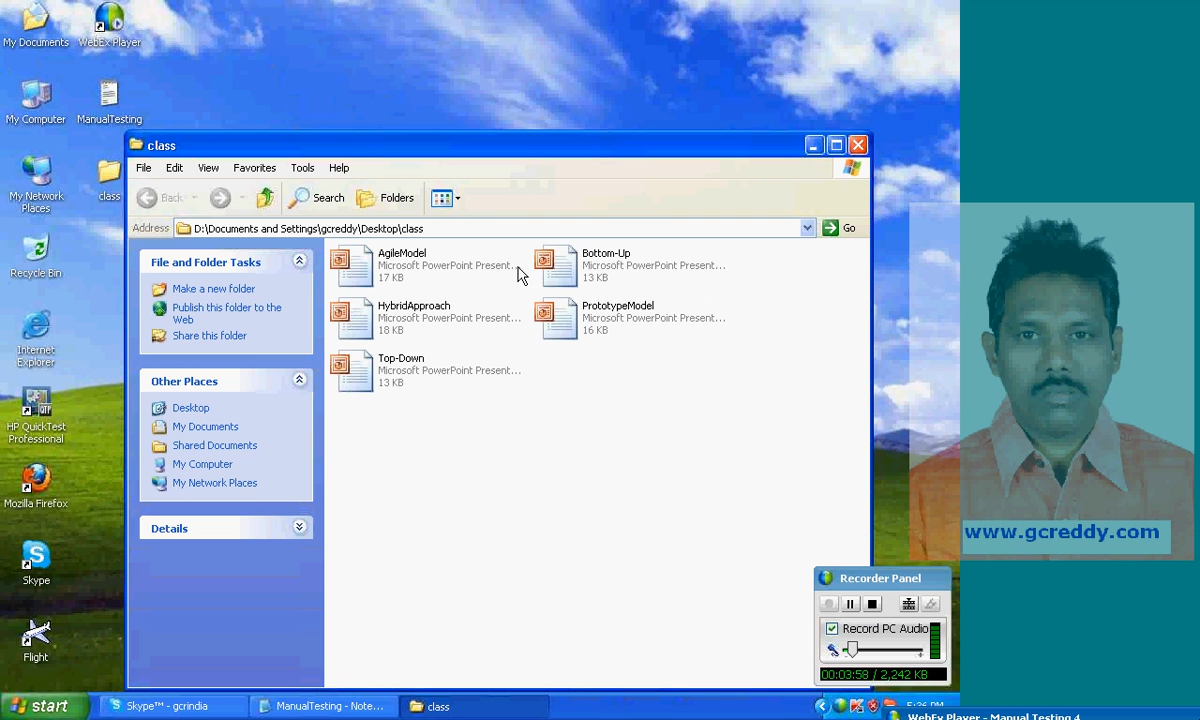 My Documents
WebEx Player
My Computer
ManualTesting
My Network
Places
class
Recycle Bin
Internet
Explorer
HP QuickTest
Professional
Mozilla Firefox
Skype
Flight
class
File Edit View Favorites Tools Help
Back Search Folders
Address D:\Documents and Settings\gcreddy\Desktop\class Go
File and Folder Tasks
Make a new folder
Publish this folder to the
Web
Share this folder
Other Places
Desktop
My Documents
Shared Documents
My Computer
My Network Places
Details
AgileModel
Microsoft PowerPoint Present...
17 KB
Bottom-Up
Microsoft PowerPoint Present...
13 KB
HybridApproach
Microsoft PowerPoint Present...
18 KB
PrototypeModel
Microsoft PowerPoint Present...
16 KB
Top-Down
Microsoft PowerPoint Present...
13 KB
www.gcreddy.com
Recorder Panel
Record PC Audio
00:03:58 / 2,242 KB
start
Skype™ - gcrindia
ManualTesting - Note...
class
5:36 PM
WebEx Player - Manual Testing 4